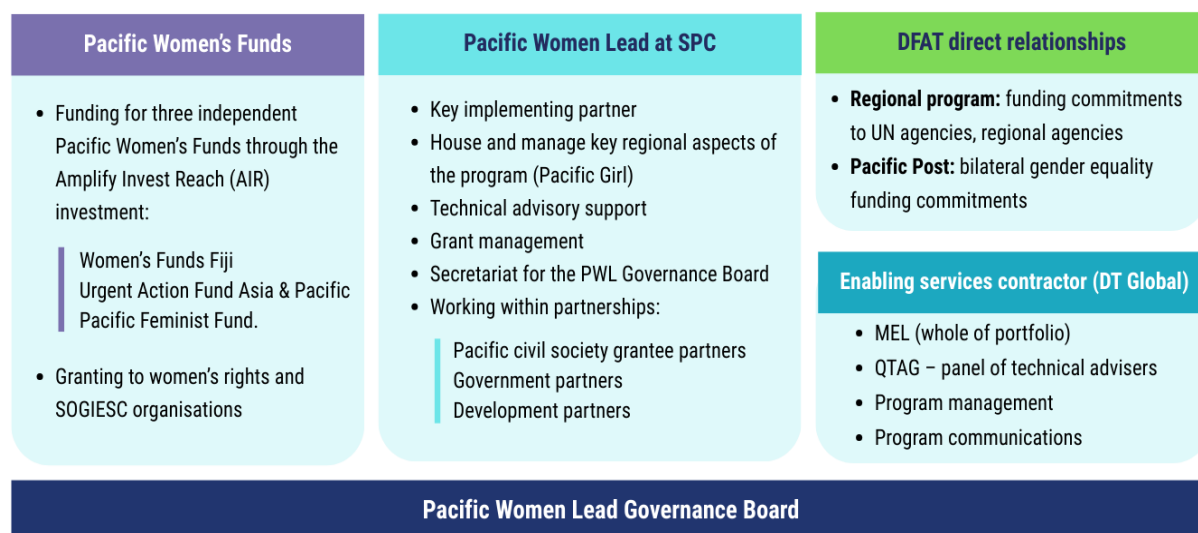 Pacific Women's Funds
• Funding for three independent
Pacific Women's Funds through the
Amplify Invest Reach (AIR)
investment:
Women's Funds Fiji
Urgent Action Fund Asia & Pacific
Pacific Feminist Fund.
• Granting to women's rights and
SOGIESC organisations
Pacific Women Lead at SPC
• Key implementing partner
• House and manage key regional aspects of
the program (Pacific Girl)
• Technical advisory support
• Grant management
• Secretariat for the PWL Governance Board
• Working within partnerships:
Pacific civil society grantee partners
Government partners
Development partners
DFAT direct relationships
• Regional program: funding commitments
to UN agencies, regional agencies
• Pacific Post: bilateral gender equality
funding commitments
Enabling services contractor (DT Global)
• MEL (whole of portfolio)
• QTAG – panel of technical advisers
• Program management
• Program communications
Pacific Women Lead Governance Board